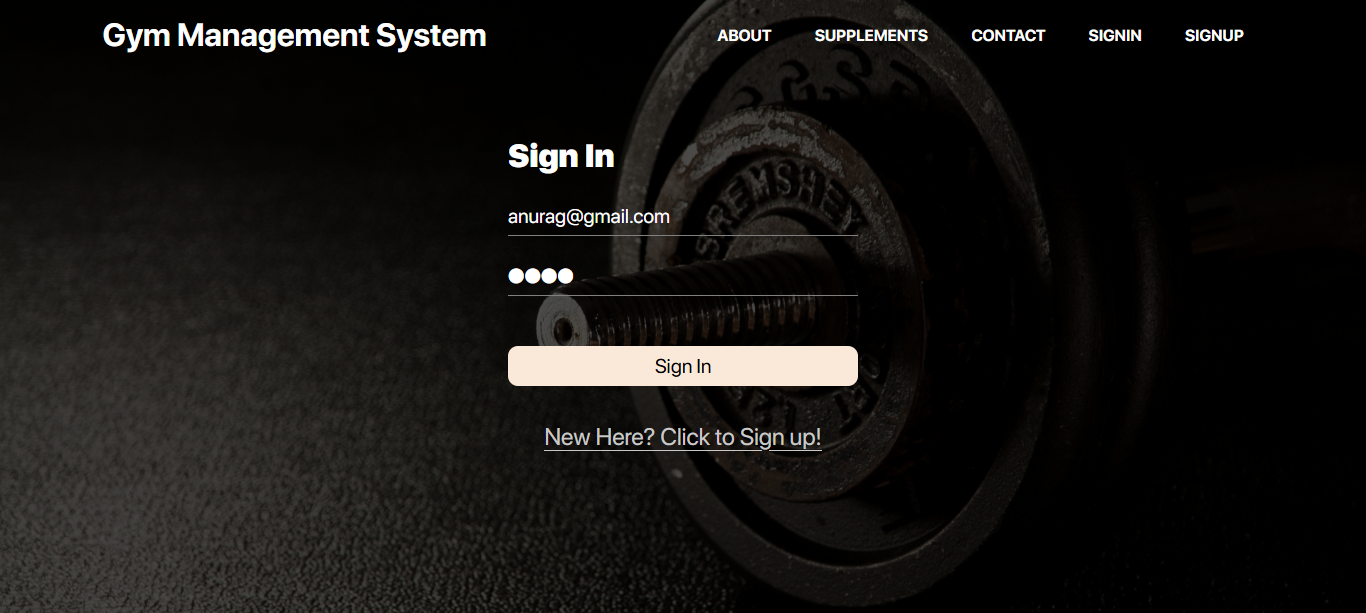 Gym Management System
ABOUT SUPPLEMENTS CONTACT SIGNIN SIGNUP
Sign In
anurag@gmail.com
●●●●
Sign In
New Here? Click to Sign up!
BREMSHEY